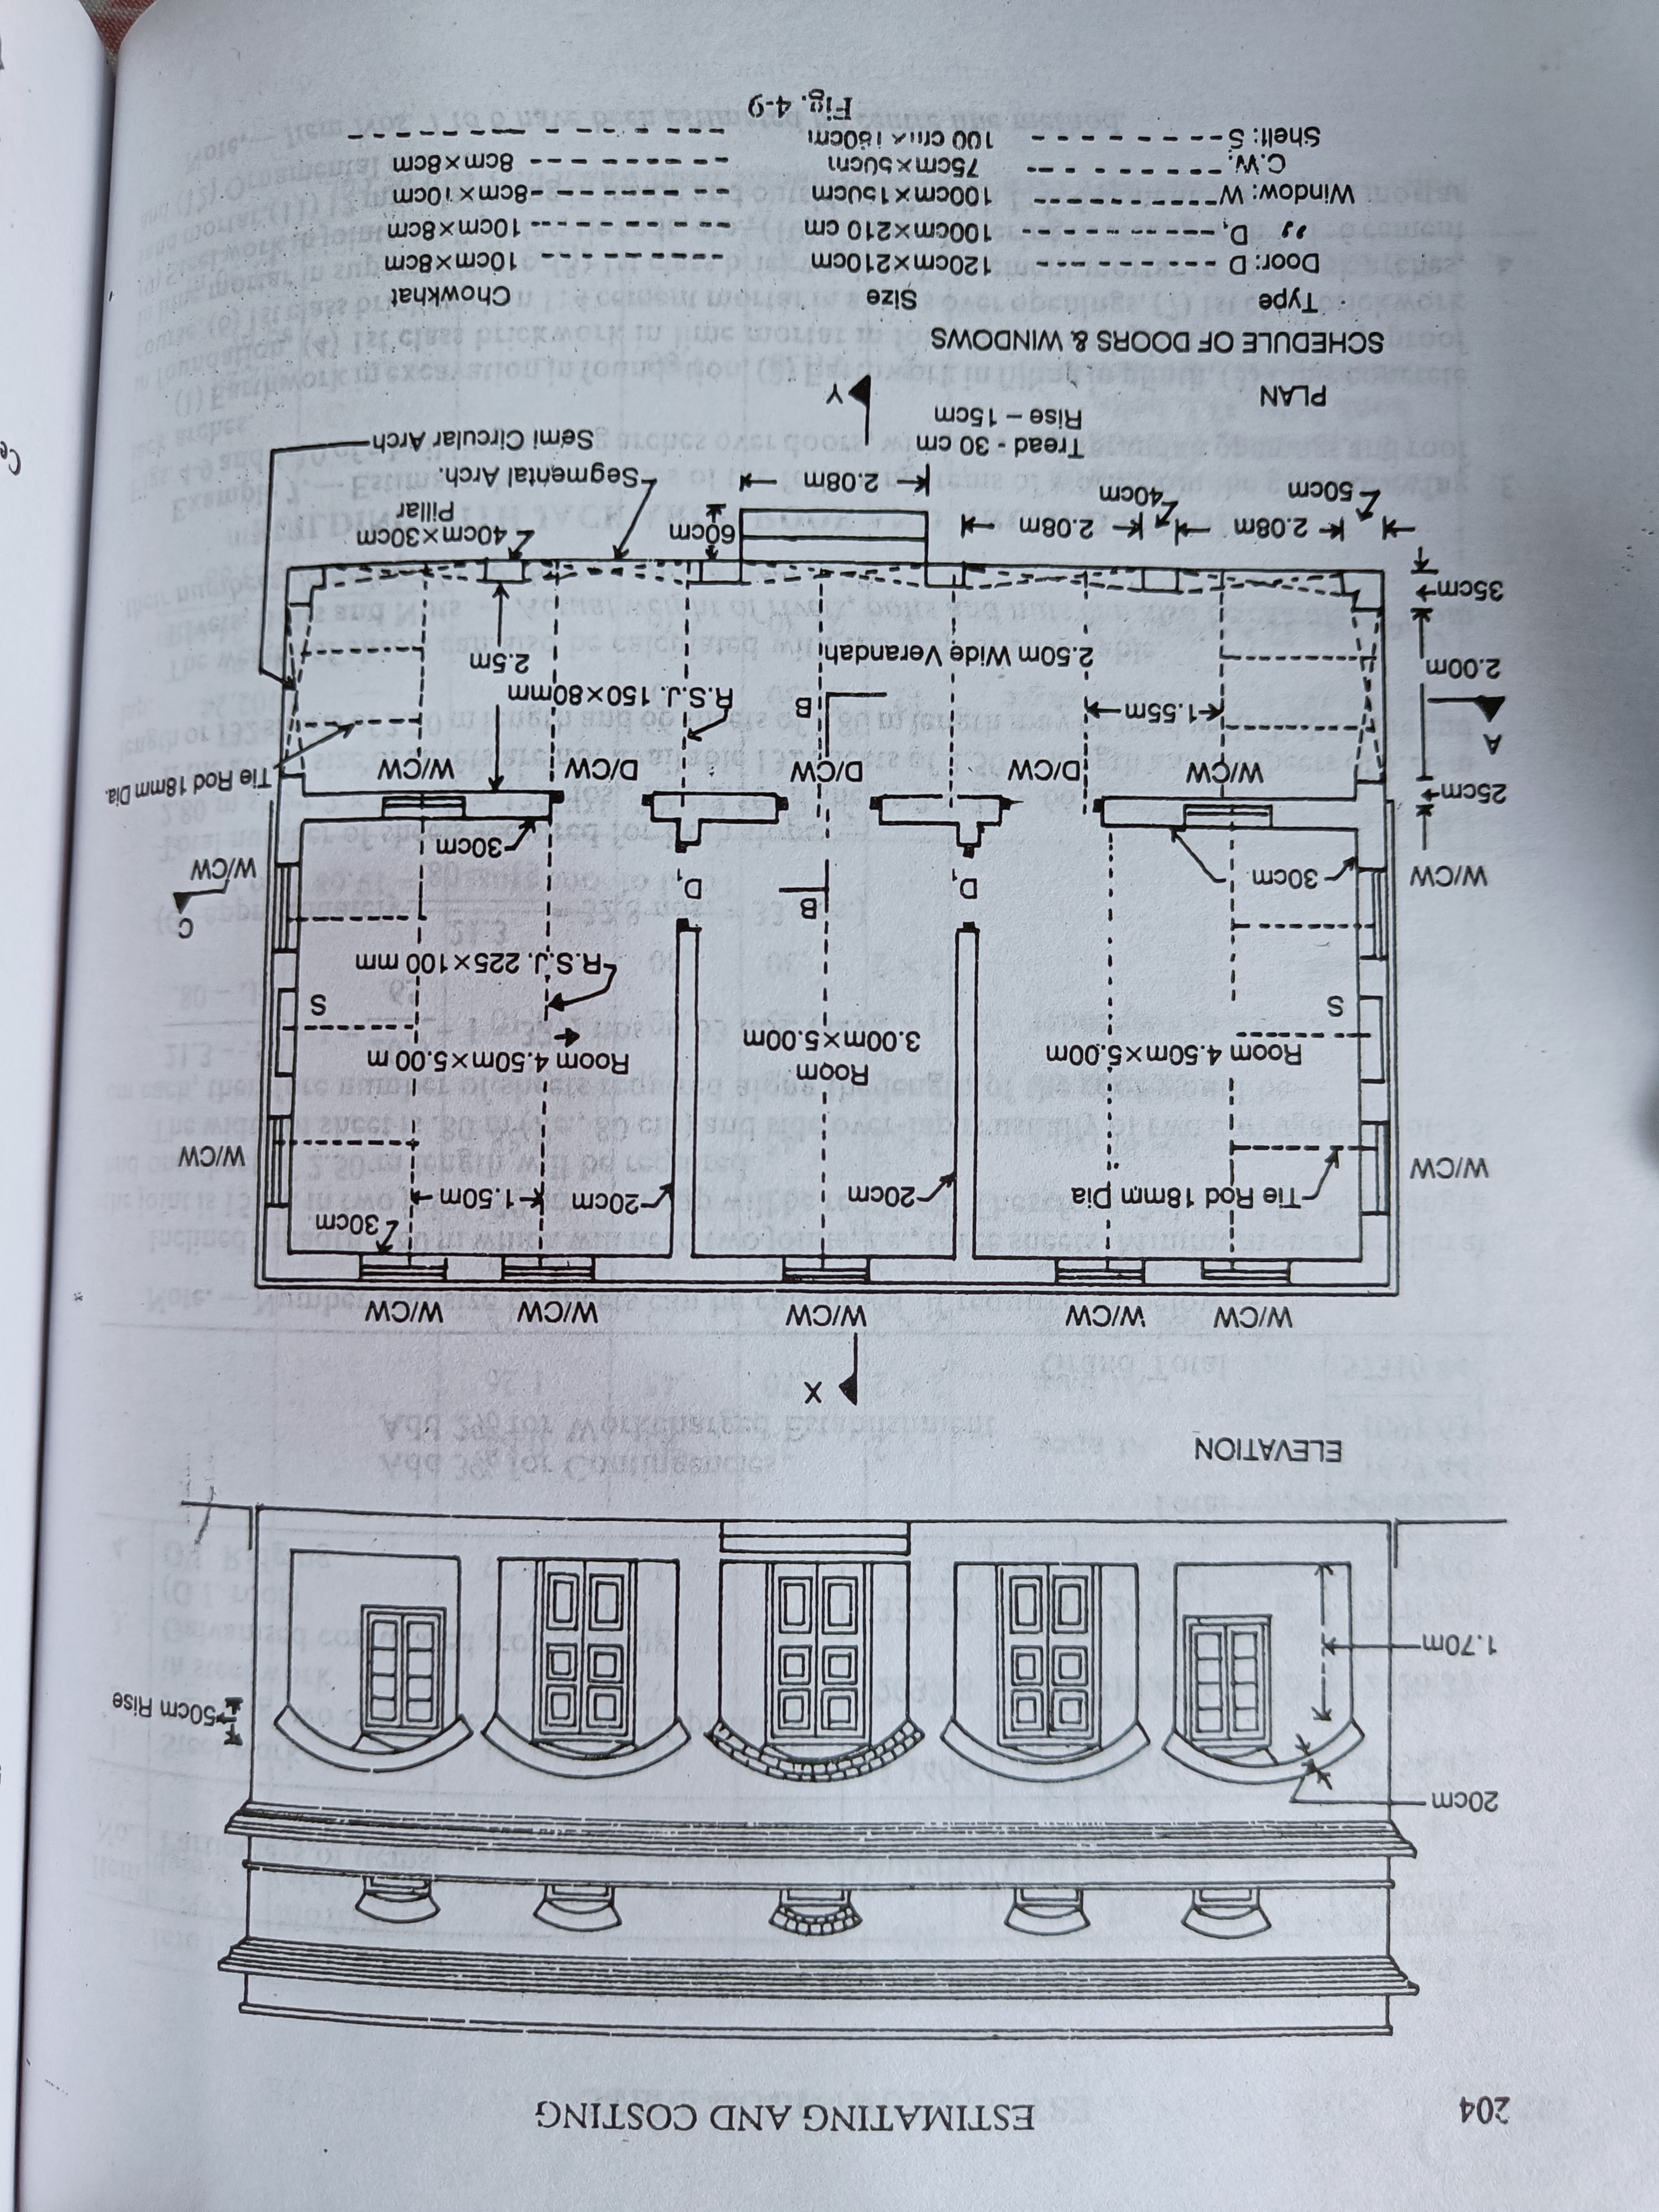 204
ESTIMATING AND COSTING
20cm
1.70m
50cm Rise
ELEVATION
X
W/CW W/CW W/CW W/CW W/CW
30cm
1.50m
20cm
20cm
Tie Rod 18mm Dia
W/CW
W/CW
Room 4.50m×5.00m
Room
3.00m×5.00m
Room 4.50m×5.00 m
S
S
R.S.J. 225×100 mm
C
W/CW
W/CW
30cm
D1
B
D1
30cm
25cm
W/CW
D/CW
D/CW
D/CW
W/CW
Tie Rod 18mm Dia.
A
1.55m
B
R.S.J. 150×80mm
2.00m
2.50m Wide Verandah
2.5m
35cm
50cm
2.08m
40cm
2.08m
2.08m
60cm
40cm×30cm
Pillar
Segmental Arch.
Semi Circular Arch
Tread - 30 cm
Rise – 15cm
Y
PLAN
SCHEDULE OF DOORS & WINDOWS
Type Size Chowkhat
Door: D 120cm×210cm 10cm×8cm
,, D1 100cm×210 cm 10cm×8cm
Window: W 100cm×150cm 8cm×10cm
C.W. 75cm×50cm 8cm×8cm
Shelt: S 100 cm×180cm
Fig. 4-9